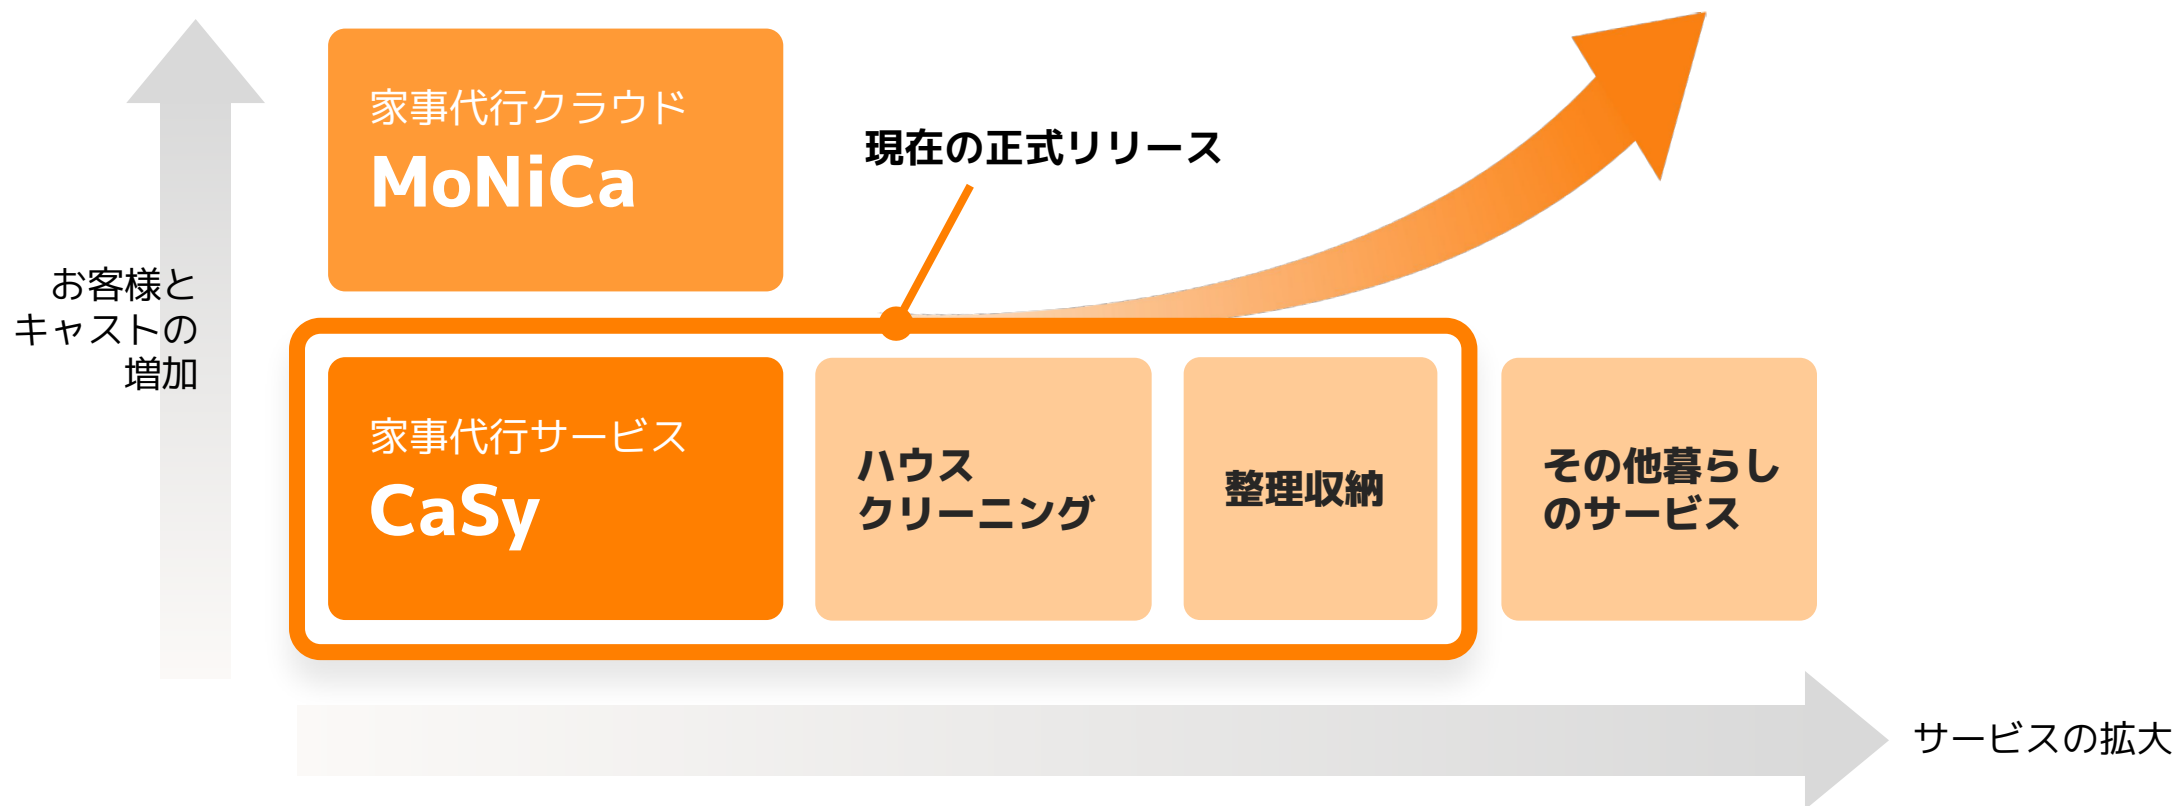 家事代行クラウド
MoNiCa
現在の正式リリース
お客様と
キャストの
増加
家事代行サービス
CaSy
ハウス
クリーニング
整理収納
その他暮らし
のサービス
サービスの拡大